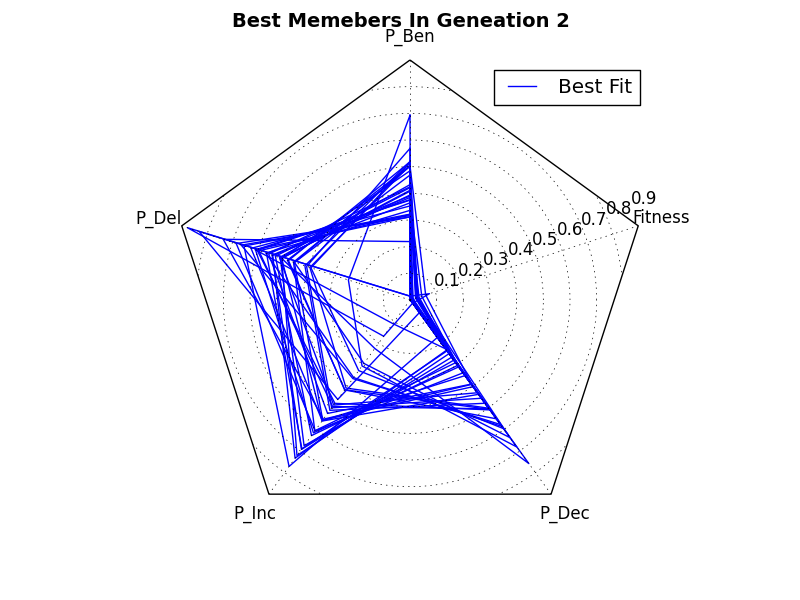 Best Memebers In Geneation 2
P_Ben
Best Fit
0.9
0.8
0.7
0.6
0.5
0.4
0.3
0.2
0.1
Fitness
P_Del
P_Inc
P_Dec